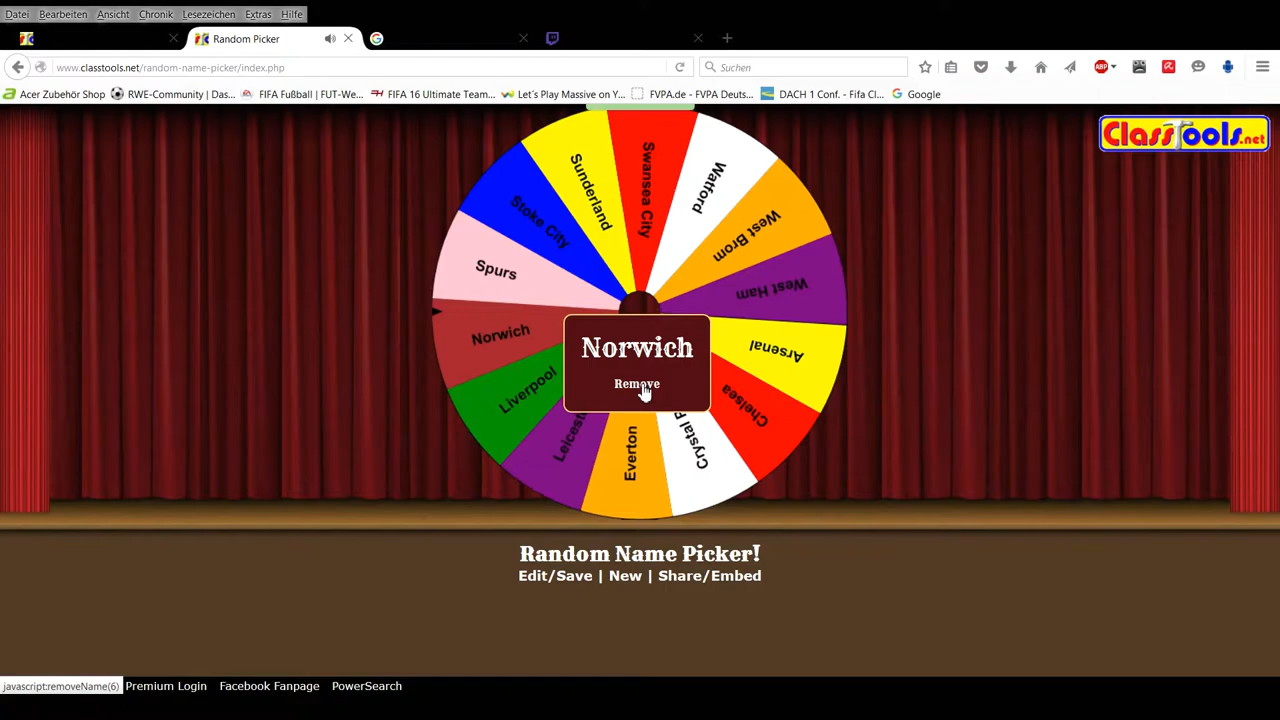 Datei Bearbeiten Ansicht Chronik Lesezeichen Extras Hilfe
Random Picker
www.classtools.net/random-name-picker/index.php
Suchen
ABP
Acer Zubehör Shop RWE-Community | Das... FIFA Fußball | FUT-We... FIFA 16 Ultimate Team... Let´s Play Massive on Y... FVPA.de - FVPA Deuts... DACH 1 Conf. - Fifa Cl... Google
ClassTools.net
Swansea City
Watford
West Brom
West Ham
Arsenal
Chelsea
Crystal
Everton
Liverpool
Norwich
Spurs
Stoke City
Sunderland
Norwich
Remove
Random Name Picker!
Edit/Save | New | Share/Embed
javascript:removeName(6) Premium Login Facebook Fanpage PowerSearch